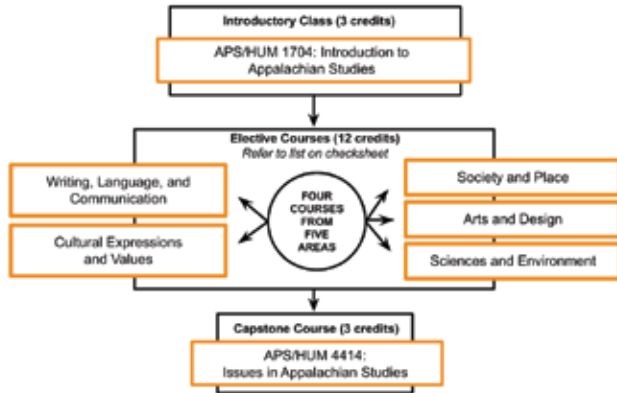 Introductory Class (3 credits)
APS/HUM 1704: Introduction to
Appalachian Studies
Elective Courses (12 credits)
Refer to list on checksheet
Writing, Language, and
Communication
Cultural Expressions
and Values
FOUR
COURSES
FROM
FIVE
AREAS
Society and Place
Arts and Design
Sciences and Environment
Capstone Course (3 credits)
APS/HUM 4414:
Issues in Appalachian Studies